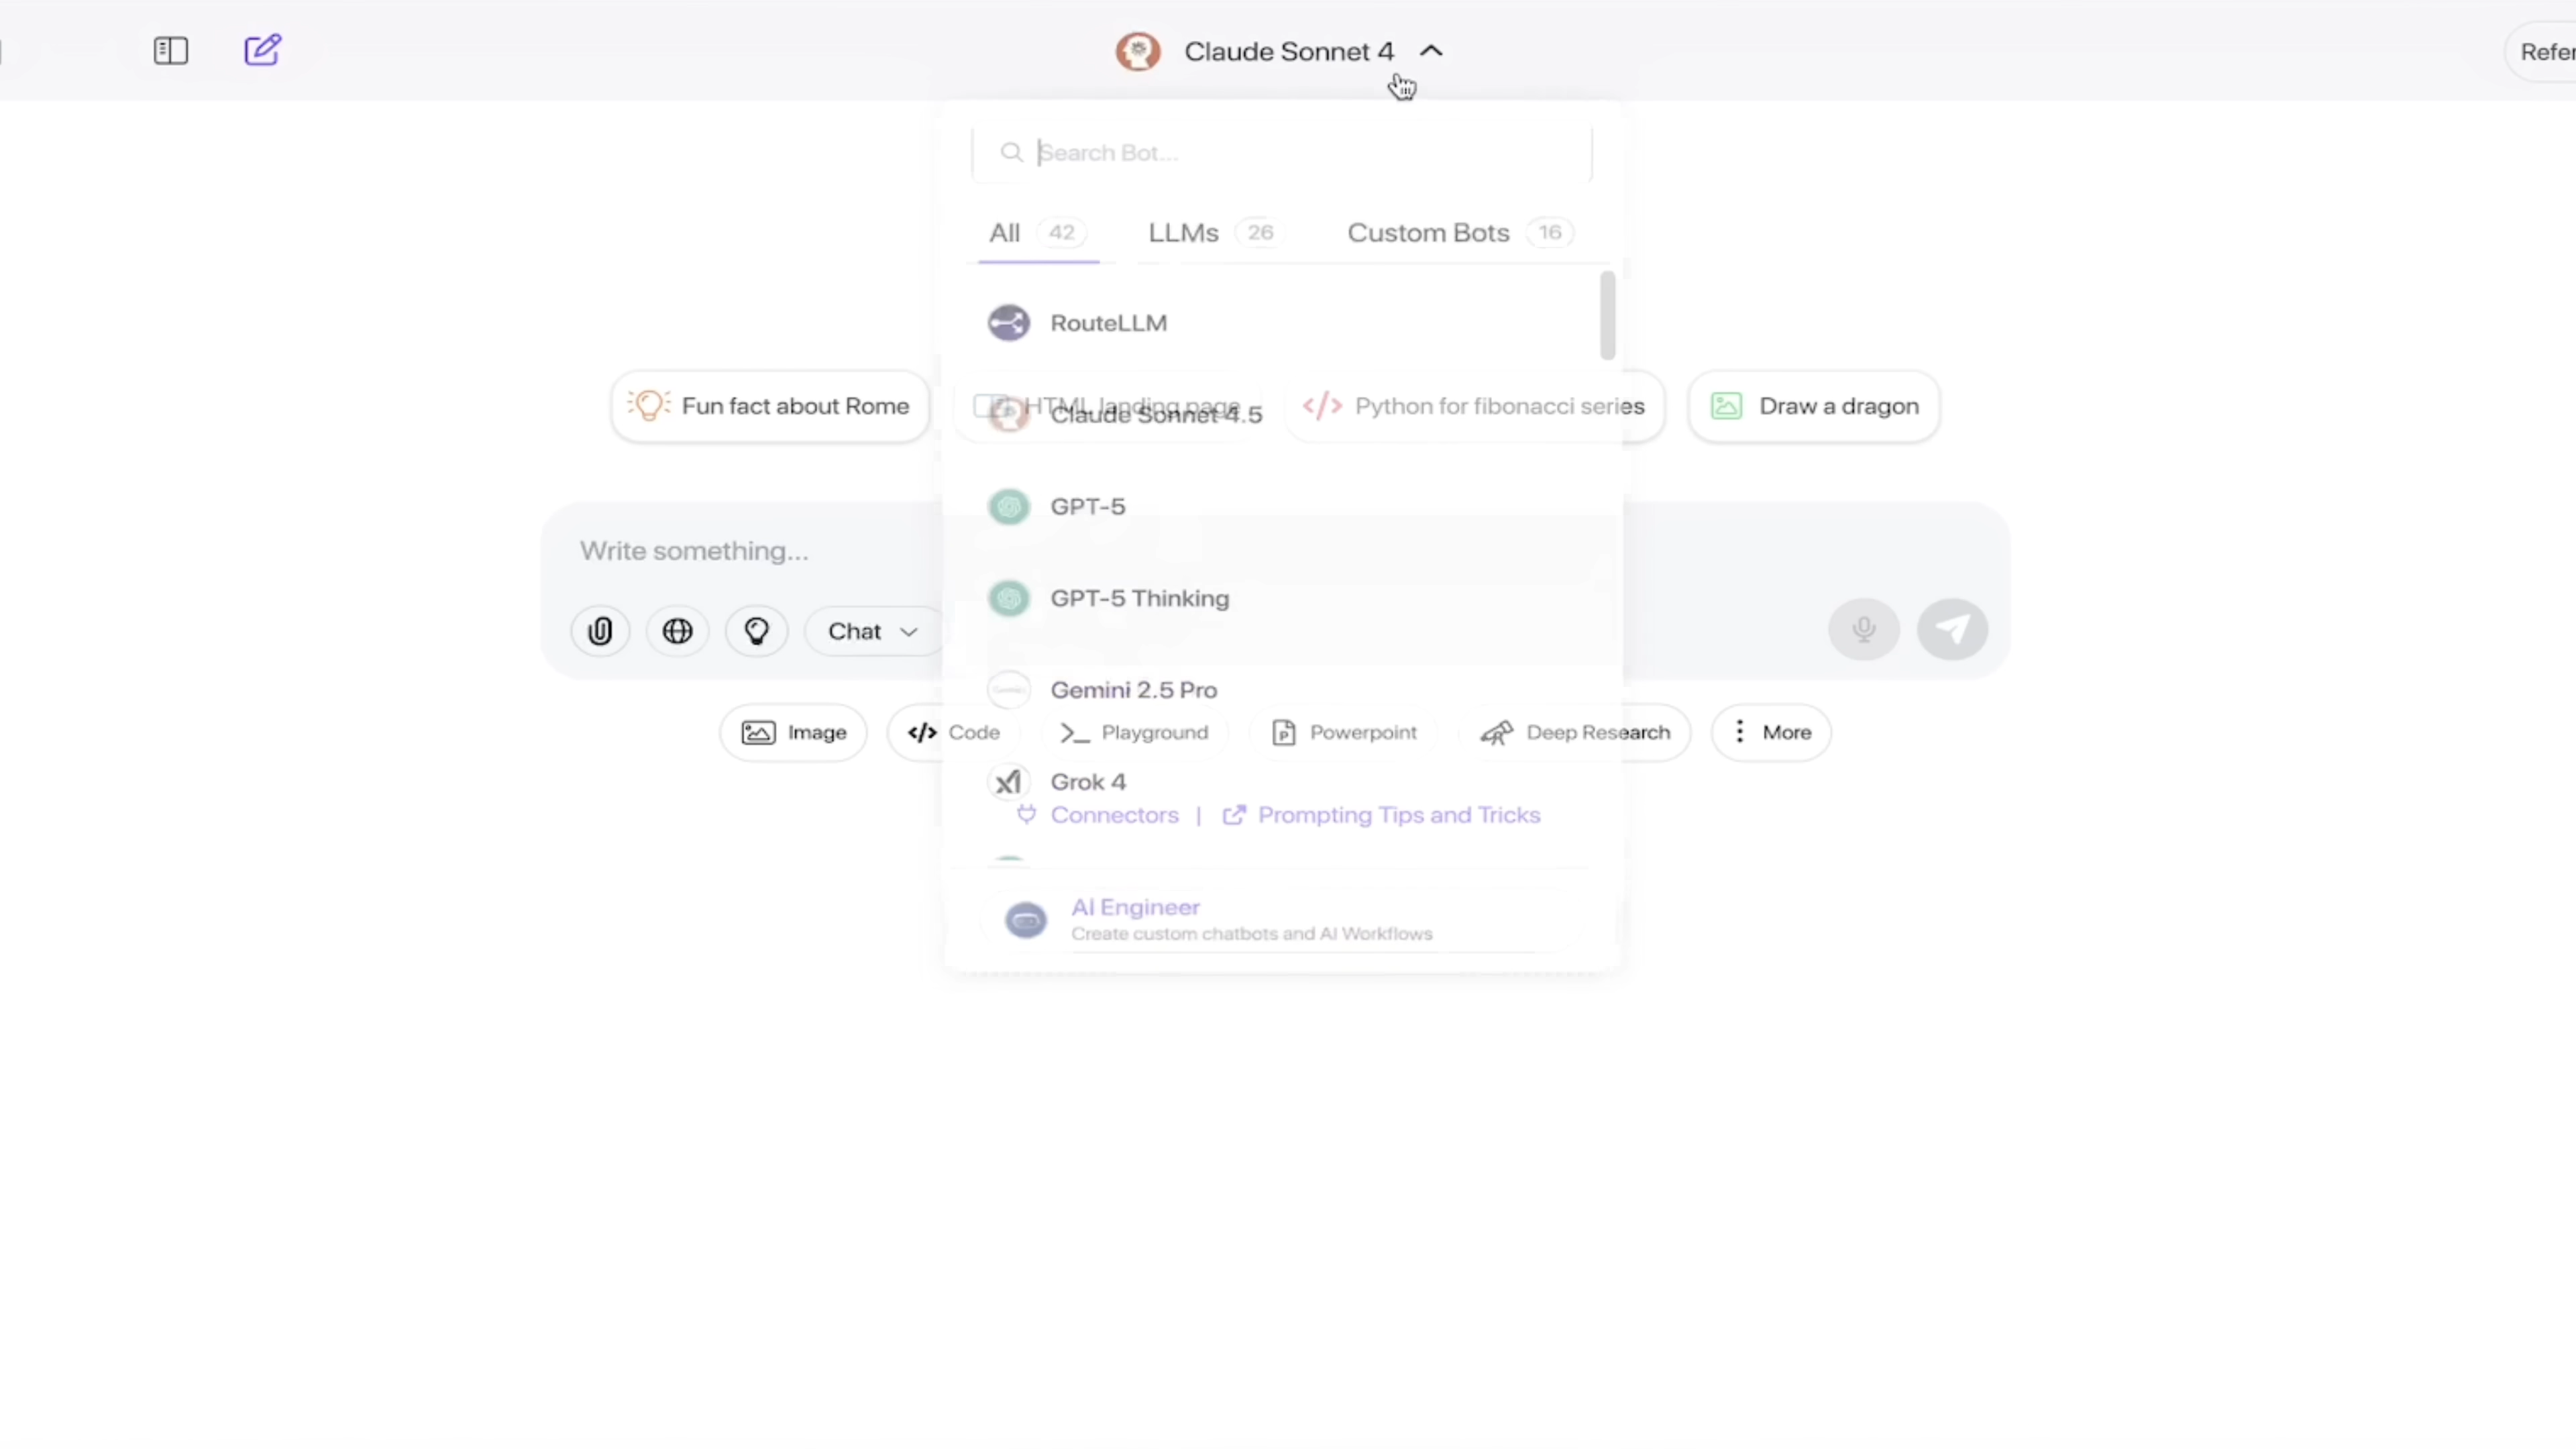 Claude Sonnet 4
Refer
Search Bot...
All 42 LLMs 26 Custom Bots 16
RouteLLM
Fun fact about Rome
HTML landing page
Python for fibonacci series
Draw a dragon
Claude Sonnet 4.5
GPT-5
Write something...
GPT-5 Thinking
Chat
Gemini 2.5 Pro
Image
Code
Playground
Powerpoint
Deep Research
More
Grok 4
Connectors | Prompting Tips and Tricks
AI Engineer
Create custom chatbots and AI Workflows